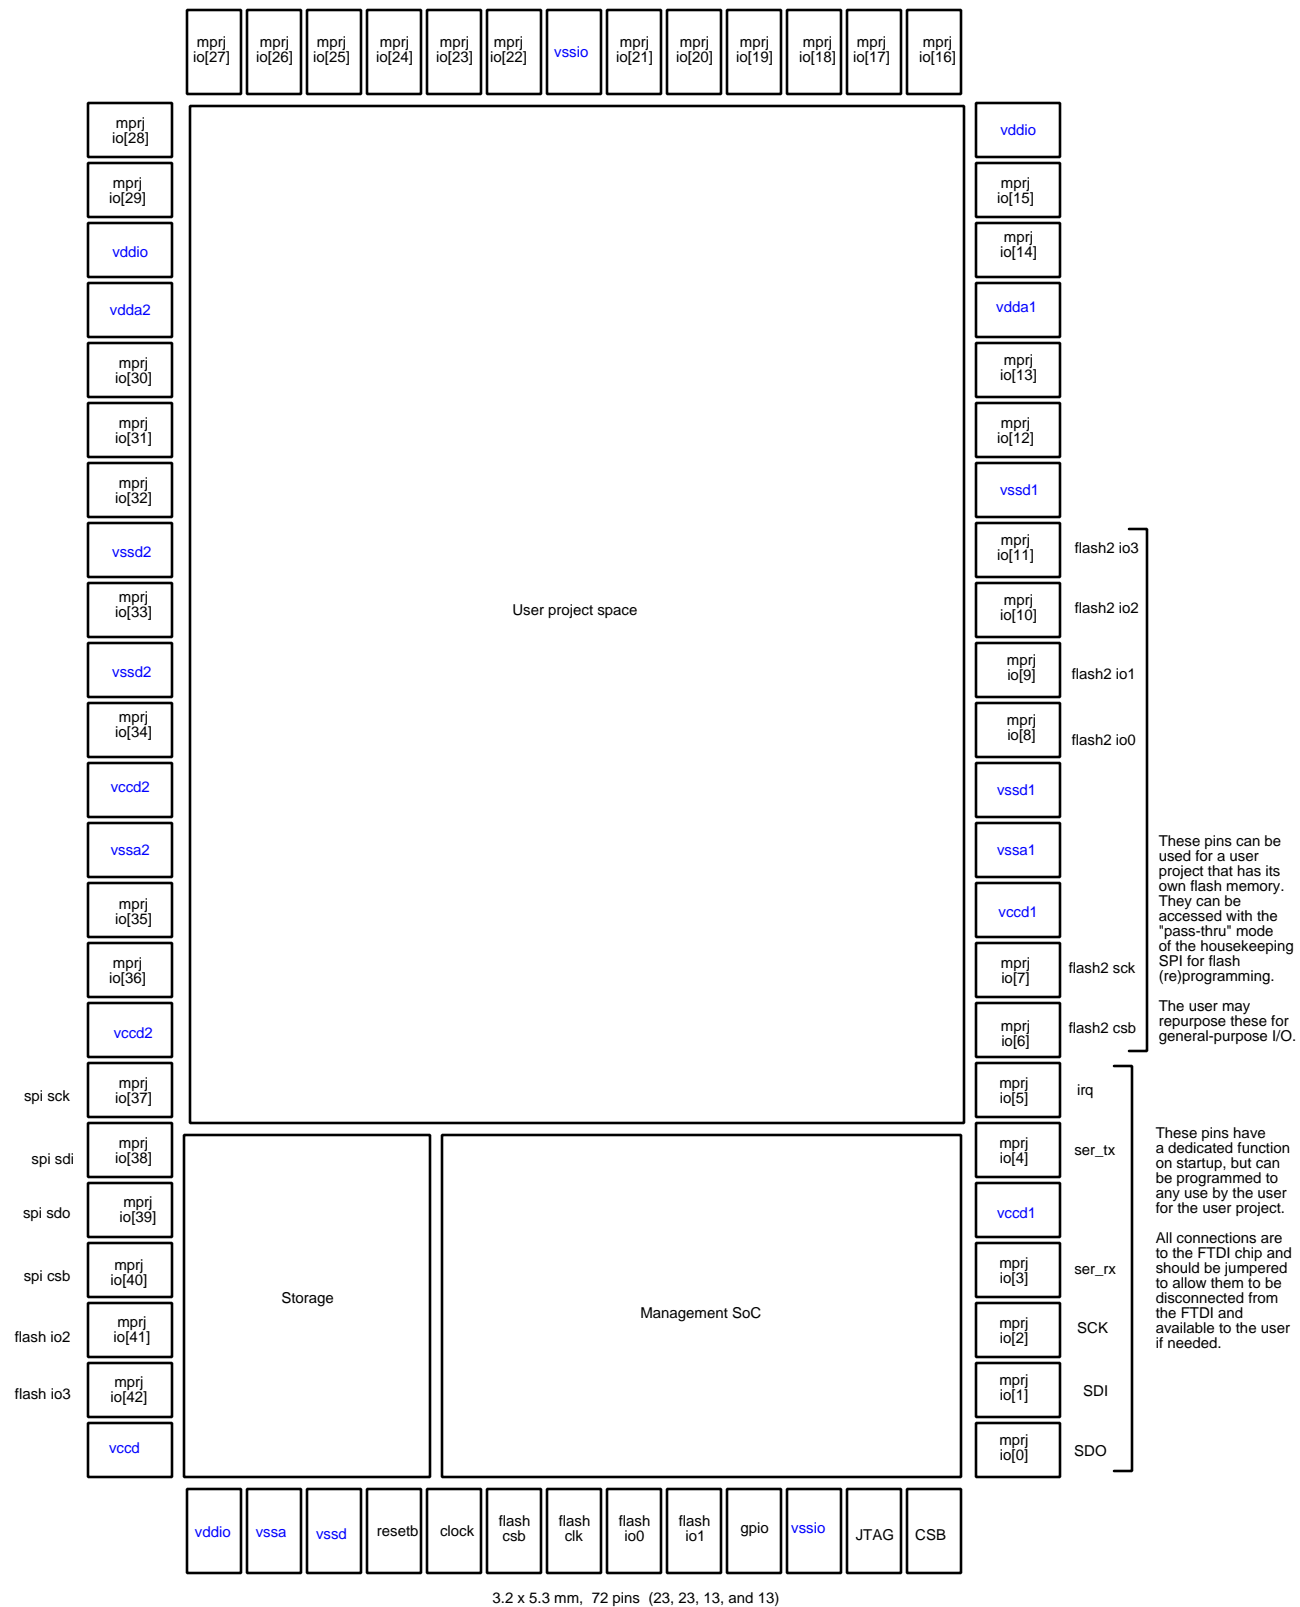 mprj
io[27]
mprj
io[26]
mprj
io[25]
mprj
io[24]
mprj
io[23]
mprj
io[22]
vssio
mprj
io[21]
mprj
io[20]
mprj
io[19]
mprj
io[18]
mprj
io[17]
mprj
io[16]
mprj
io[28]
mprj
io[29]
vddio
vdda2
mprj
io[30]
mprj
io[31]
mprj
io[32]
vssd2
mprj
io[33]
vssd2
mprj
io[34]
vccd2
vssa2
mprj
io[35]
mprj
io[36]
vccd2
spi sck
mprj
io[37]
spi sdi
mprj
io[38]
spi sdo
mprj
io[39]
spi csb
mprj
io[40]
flash io2
mprj
io[41]
flash io3
mprj
io[42]
vccd
User project space
Storage
Management SoC
vddio
mprj
io[15]
mprj
io[14]
vdda1
mprj
io[13]
mprj
io[12]
vssd1
mprj
io[11]
flash2 io3
mprj
io[10]
flash2 io2
mprj
io[9]
flash2 io1
mprj
io[8]
flash2 io0
vssd1
vssa1
vccd1
mprj
io[7]
flash2 sck
mprj
io[6]
flash2 csb
mprj
io[5]
irq
mprj
io[4]
ser_tx
vccd1
mprj
io[3]
ser_rx
mprj
io[2]
SCK
mprj
io[1]
SDI
mprj
io[0]
SDO
These pins can be
used for a user
project that has its
own flash memory.
They can be
accessed with the
"pass-thru" mode
of the housekeeping
SPI for flash
(re)programming.
The user may
repurpose these for
general-purpose I/O.
These pins have
a dedicated function
on startup, but can
be programmed to
any use by the user
for the user project.
All connections are
to the FTDI chip and
should be jumpered
to allow them to be
disconnected from
the FTDI and
available to the user
if needed.
vddio
vssa
vssd
resetb
clock
flash
csb
flash
clk
flash
io0
flash
io1
gpio
vssio
JTAG
CSB
3.2 x 5.3 mm, 72 pins (23, 23, 13, and 13)